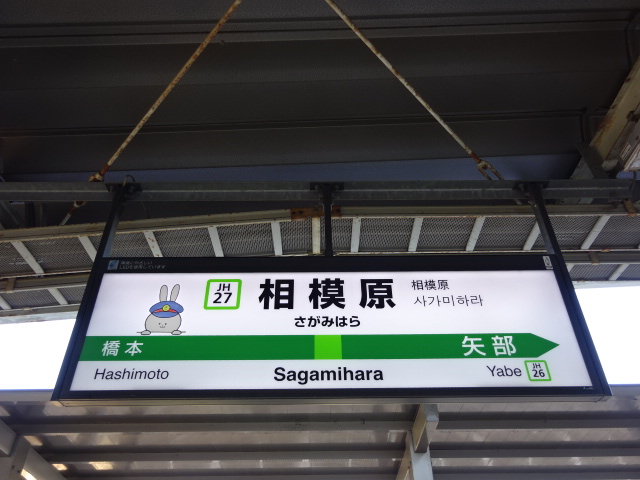 JH
27
相模原
相模原
사가미하라
さがみはら
橋本
矢部
Hashimoto
Sagamihara
Yabe
JH
26